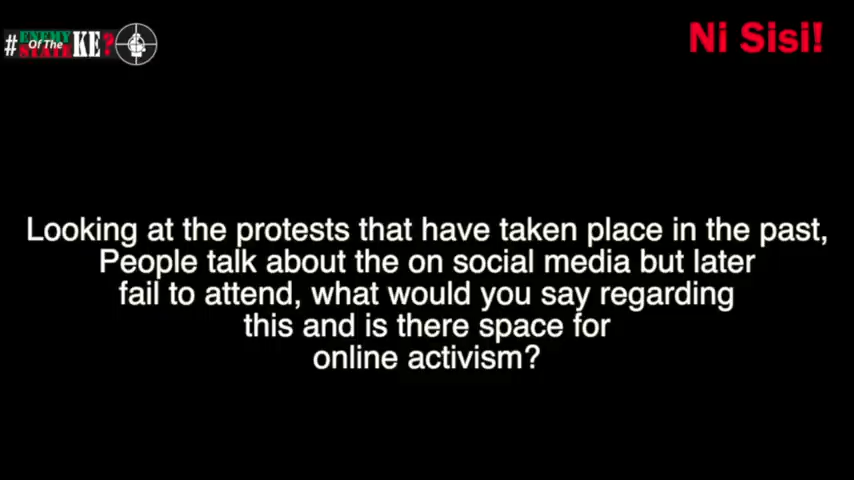 #ENEMY Of The STATE KE?
Ni Sisi!
Looking at the protests that have taken place in the past,
People talk about the on social media but later
fail to attend, what would you say regarding
this and is there space for
online activism?